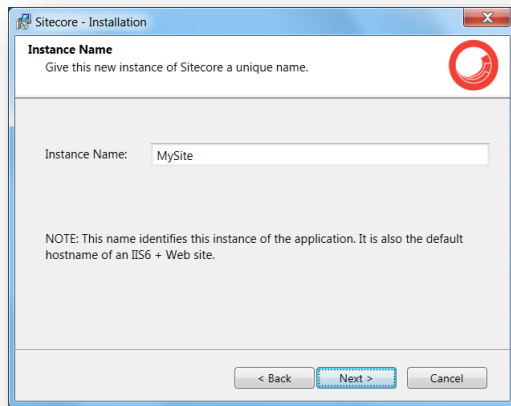 Sitecore - Installation
Instance Name
Give this new instance of Sitecore a unique name.
Instance Name: MySite
NOTE: This name identifies this instance of the application. It is also the default
hostname of an IIS6 + Web site.
< Back Next > Cancel